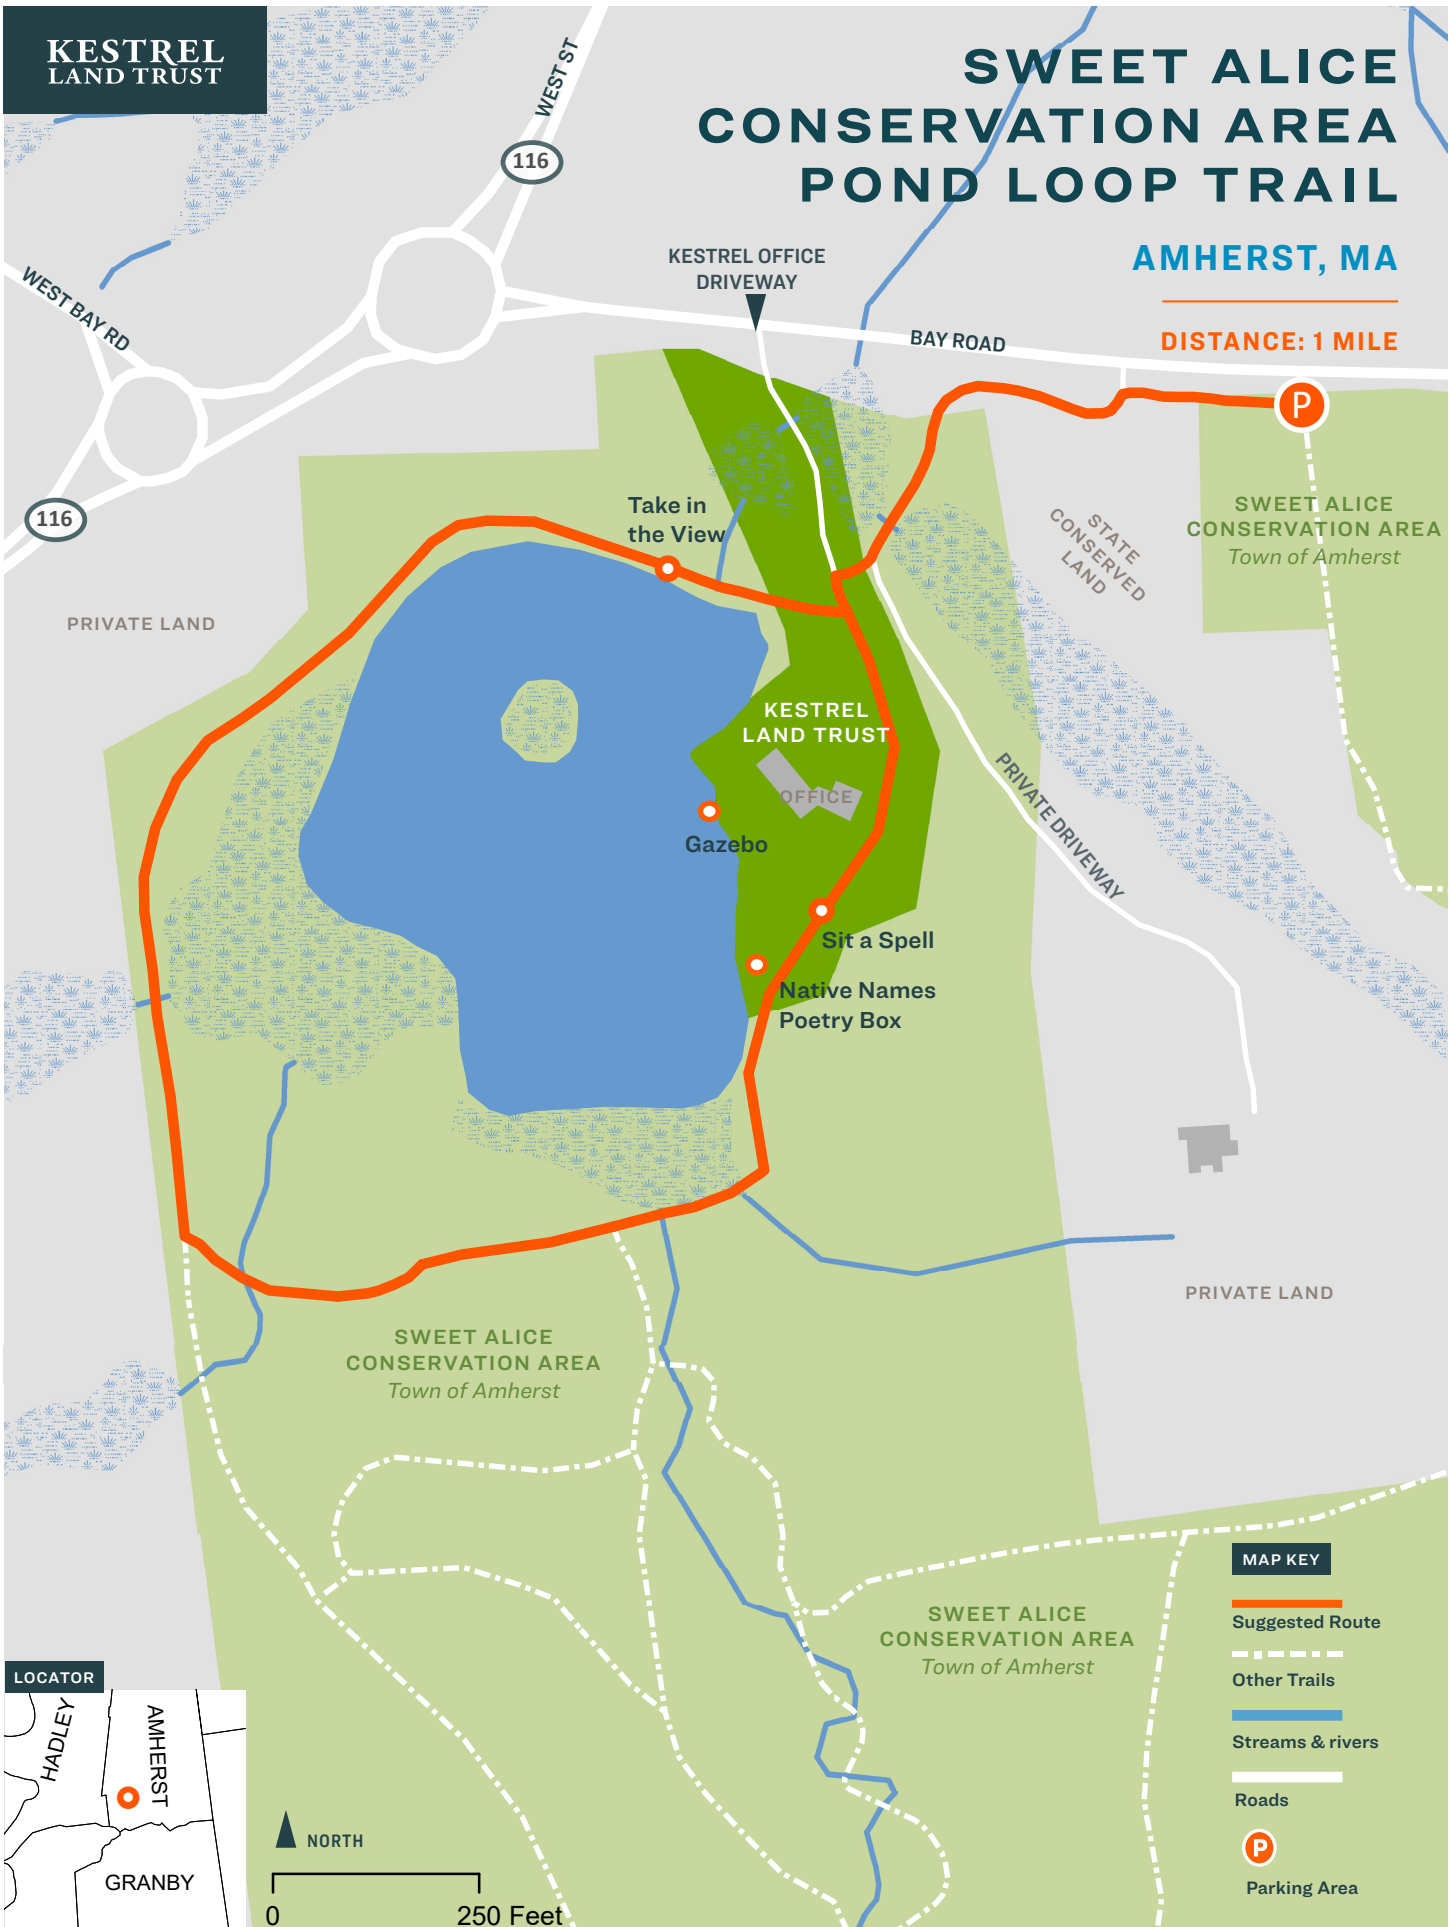 KESTREL
LAND TRUST
SWEET ALICE
CONSERVATION AREA
POND LOOP TRAIL
AMHERST, MA
DISTANCE: 1 MILE
WEST ST
116
KESTREL OFFICE
DRIVEWAY
WEST BAY RD
BAY ROAD
P
116
Take in
the View
STATE
CONSERVED
LAND
SWEET ALICE
CONSERVATION AREA
Town of Amherst
PRIVATE LAND
KESTREL
LAND TRUST
OFFICE
PRIVATE DRIVEWAY
Gazebo
Sit a Spell
Native Names
Poetry Box
PRIVATE LAND
SWEET ALICE
CONSERVATION AREA
Town of Amherst
SWEET ALICE
CONSERVATION AREA
Town of Amherst
MAP KEY
Suggested Route
Other Trails
Streams & rivers
Roads
P
Parking Area
LOCATOR
HADLEY
AMHERST
GRANBY
NORTH
0 250 Feet